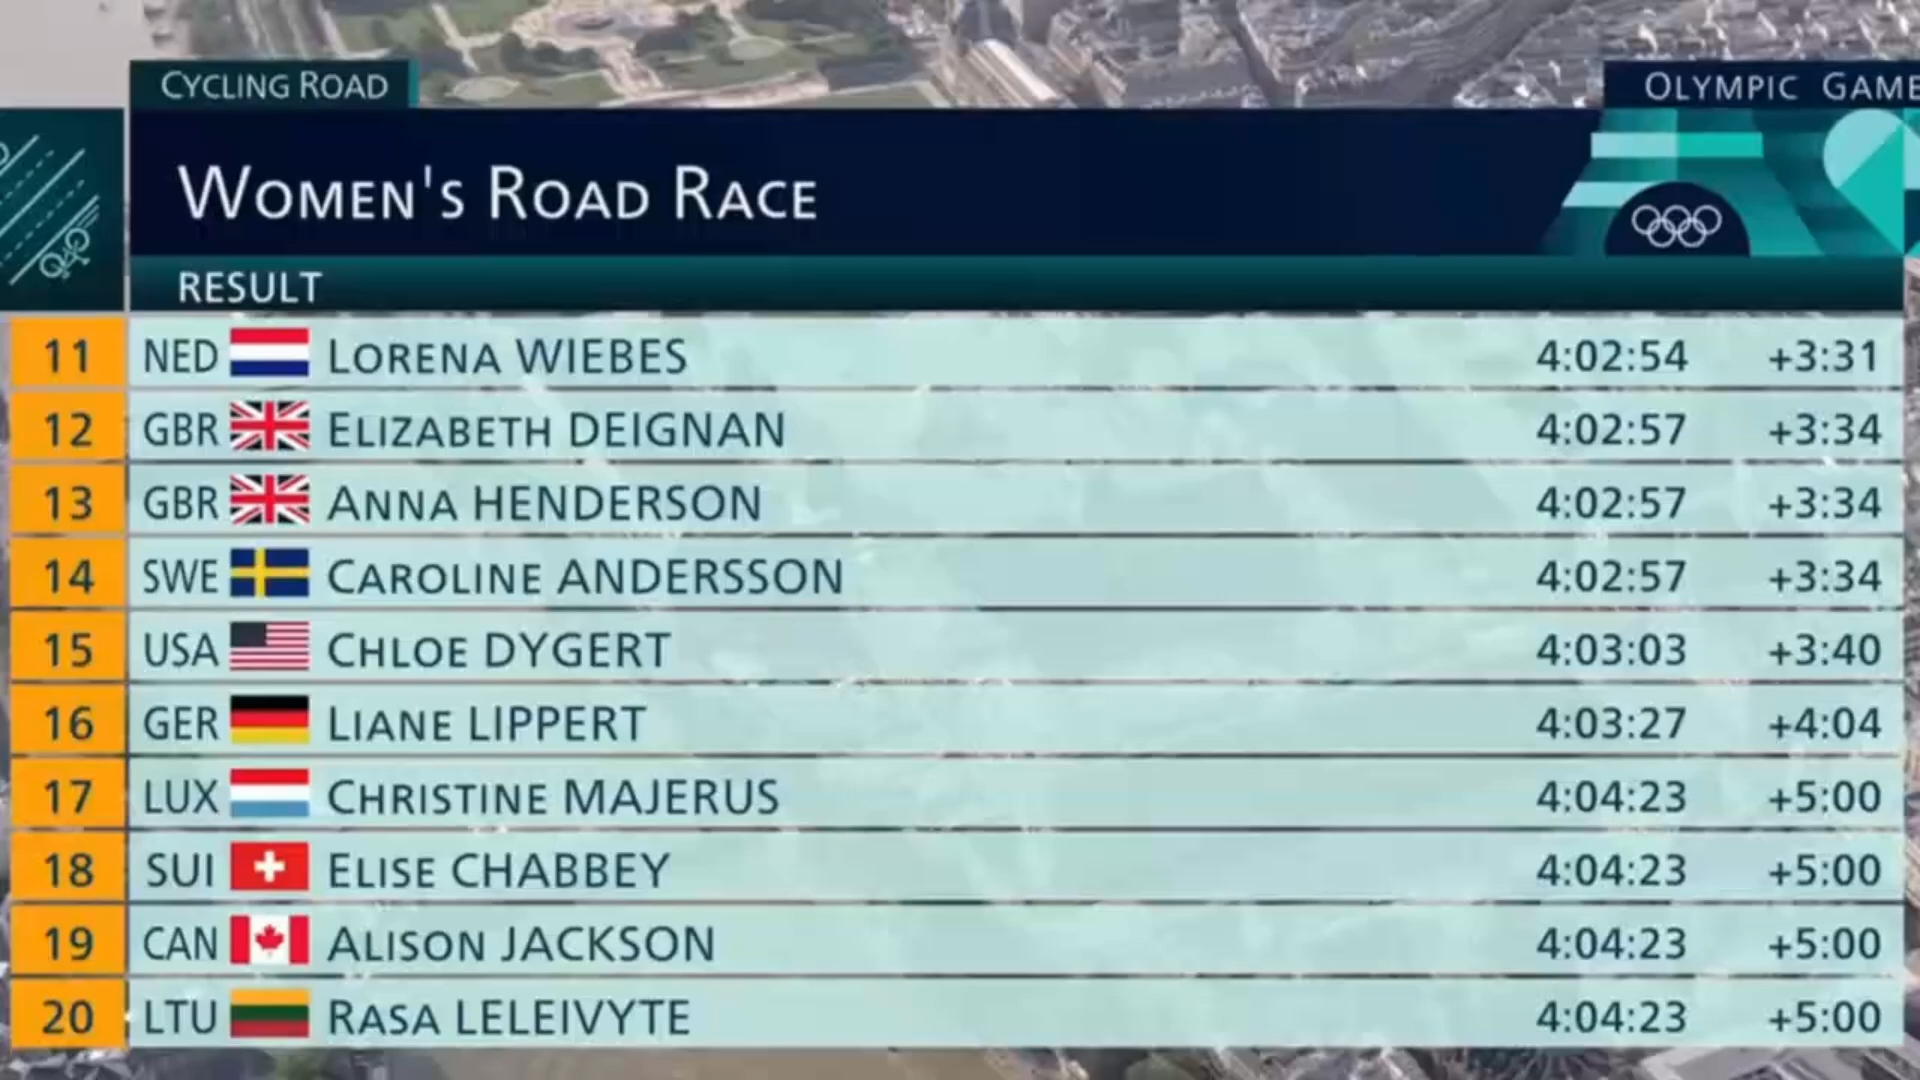 CYCLING ROAD
OLYMPIC GAME
WOMEN'S ROAD RACE
RESULT
11 NED LORENA WIEBES 4:02:54 +3:31
12 GBR ELIZABETH DEIGNAN 4:02:57 +3:34
13 GBR ANNA HENDERSON 4:02:57 +3:34
14 SWE CAROLINE ANDERSSON 4:02:57 +3:34
15 USA CHLOE DYGERT 4:03:03 +3:40
16 GER LIANE LIPPERT 4:03:27 +4:04
17 LUX CHRISTINE MAJERUS 4:04:23 +5:00
18 SUI ELISE CHABBEY 4:04:23 +5:00
19 CAN ALISON JACKSON 4:04:23 +5:00
20 LTU RASA LELEIVYTE 4:04:23 +5:00